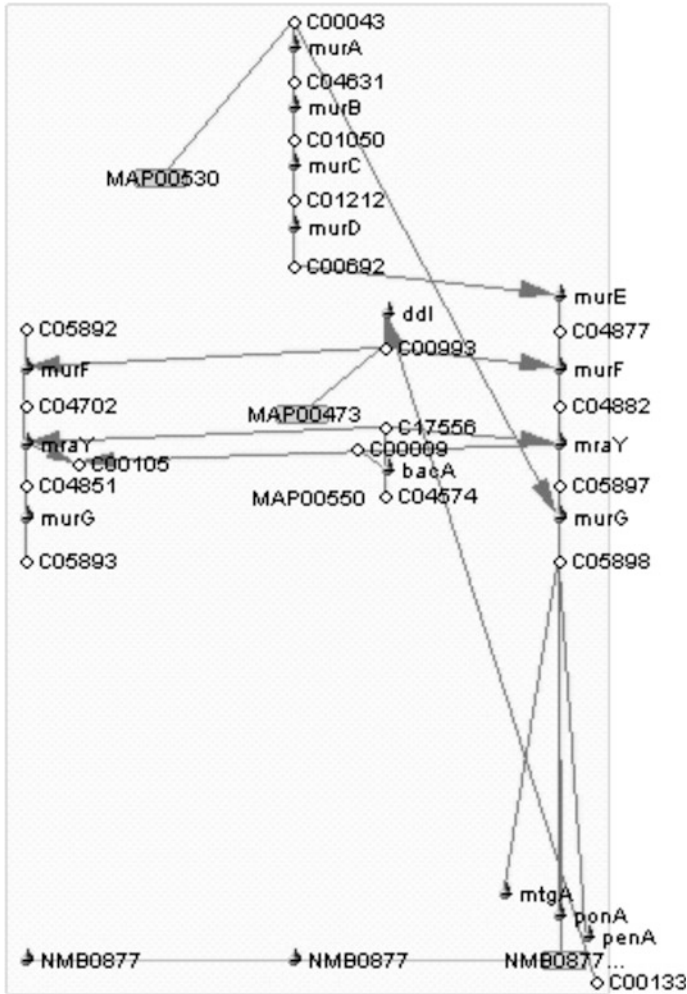 C00043
murA
C04631
murB
C01050
murC
MAP00530
C01212
murD
C00692
murE
ddl
C05892
C04877
C00993
murF
murF
C04702
C04882
MAP00473
C17556
mraY
C00009
mraY
C00105
bacA
C04851
C05897
MAP00550
C04574
murG
murG
C05893
C05898
mtgA
ponA
penA
NMB0877
NMB0877
NMB0877...
C00133